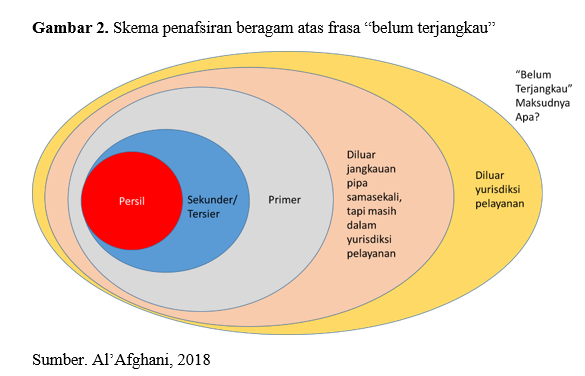 Gambar 2. Skema penafsiran beragam atas frasa “belum terjangkau”
“Belum
Terjangkau”
Maksudnya
Apa?
Persil
Sekunder/
Tersier
Primer
Diluar
jangkauan
pipa
samasekali,
tapi masih
dalam
yurisdiksi
pelayanan
Diluar
yurisdiksi
pelayanan
Sumber. Al’Afghani, 2018